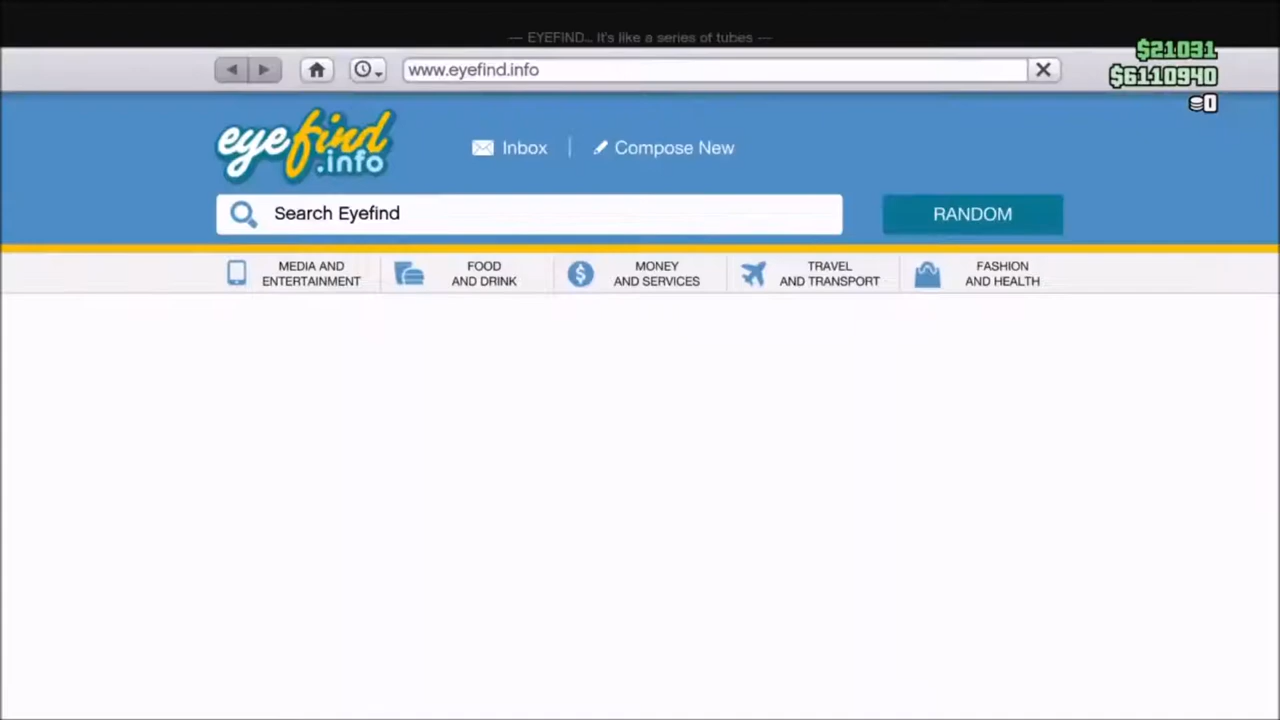 — EYEFIND... It's like a series of tubes —
www.eyefind.info
$21031
$6110940
0
eyefind
.info
Inbox
Compose New
Search Eyefind
RANDOM
MEDIA AND
ENTERTAINMENT
FOOD
AND DRINK
MONEY
AND SERVICES
TRAVEL
AND TRANSPORT
FASHION
AND HEALTH